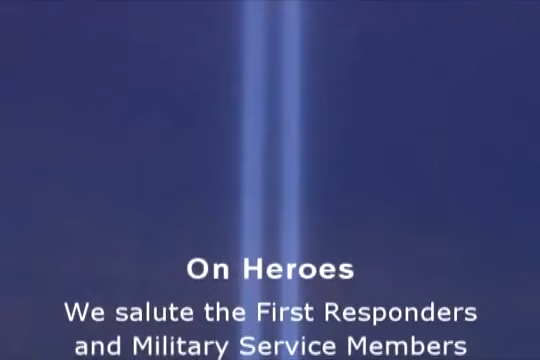 On Heroes
We salute the First Responders
and Military Service Members